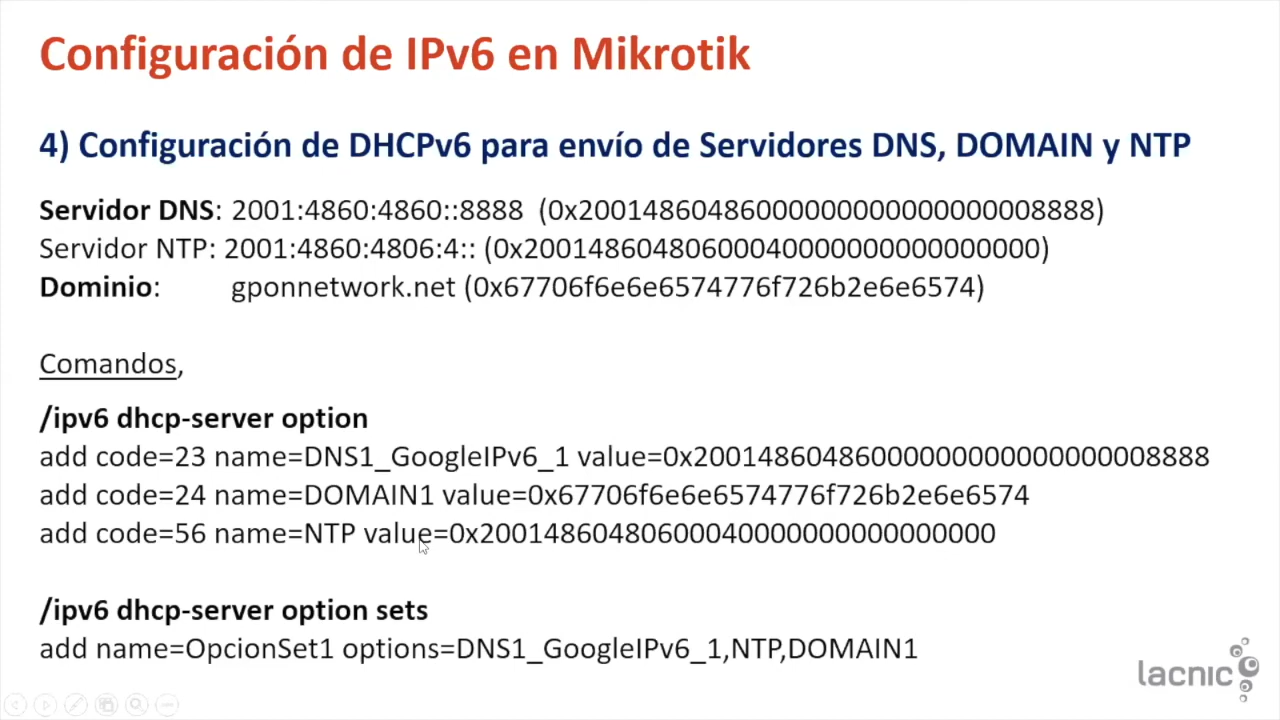 Configuración de IPv6 en Mikrotik
4) Configuración de DHCPv6 para envío de Servidores DNS, DOMAIN y NTP
Servidor DNS: 2001:4860:4860::8888 (0x20014860486000000000000000008888)
Servidor NTP: 2001:4860:4806:4:: (0x20014860480600040000000000000000)
Dominio: gponnetwork.net (0x67706f6e6e6574776f726b2e6e6574)
Comandos,
/ipv6 dhcp-server option
add code=23 name=DNS1_GoogleIPv6_1 value=0x20014860486000000000000000008888
add code=24 name=DOMAIN1 value=0x67706f6e6e6574776f726b2e6e6574
add code=56 name=NTP value=0x20014860480600040000000000000000
/ipv6 dhcp-server option sets
add name=OpcionSet1 options=DNS1_GoogleIPv6_1,NTP,DOMAIN1
lacnic